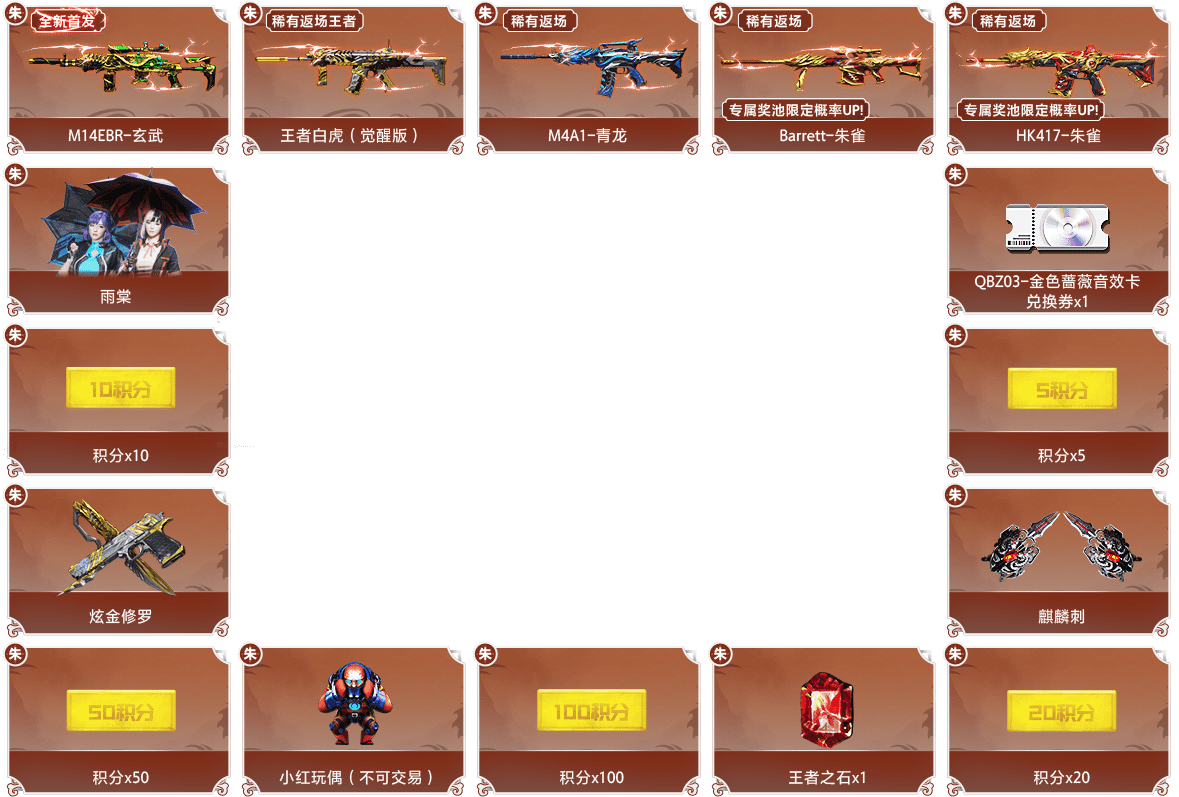 朱
全新首发
M14EBR-玄武
朱
稀有返场王者
王者白虎（觉醒版）
朱
稀有返场
M4A1-青龙
朱
稀有返场
专属奖池限定概率UP!
Barrett-朱雀
朱
稀有返场
专属奖池限定概率UP!
HK417-朱雀
朱
雨棠
朱
QBZ03-金色蔷薇音效卡
兑换券x1
朱
10积分
积分x10
朱
5积分
积分x5
朱
炫金修罗
朱
麒麟刺
朱
50积分
积分x50
朱
小红玩偶（不可交易）
朱
100积分
积分x100
朱
王者之石x1
朱
20积分
积分x20